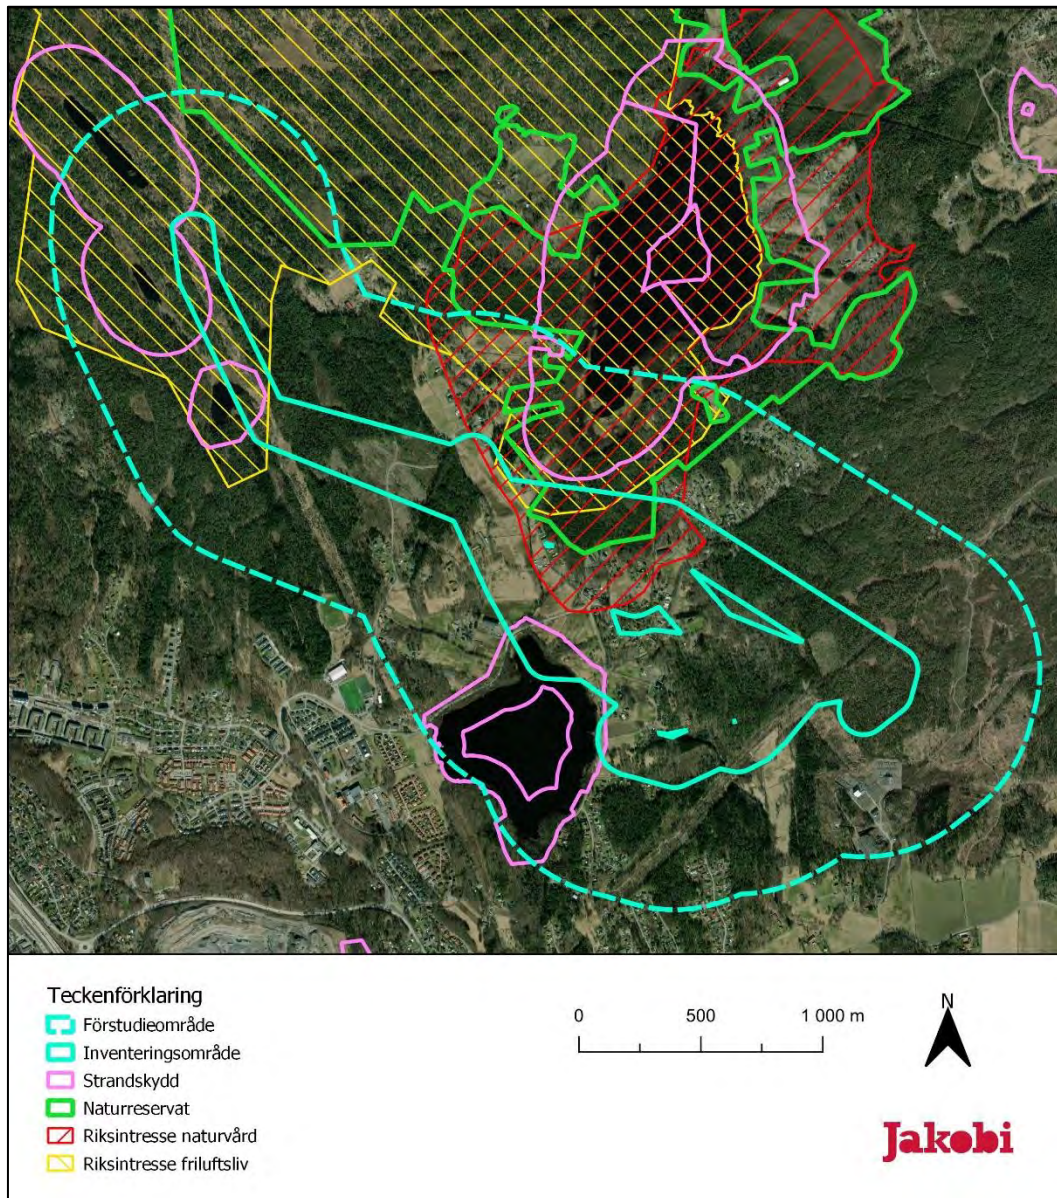 Teckenförklaring
Förstudieområde
Inventeringsområde
Strandskydd
Naturreservat
Riksintresse naturvård
Riksintresse friluftsliv
0 500 1 000 m
N
Jakobi